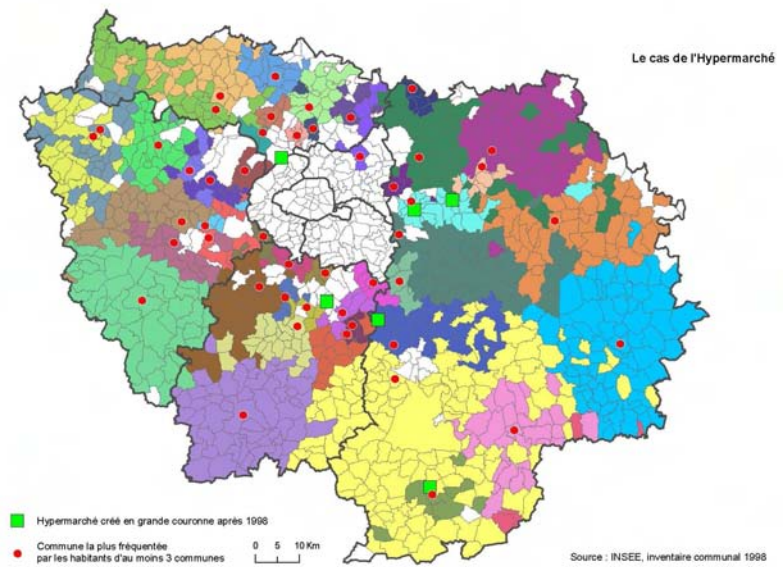 Le cas de l'Hypermarché
Hypermarché créé en grande couronne après 1998
Commune la plus fréquentée
par les habitants d'au moins 3 communes
0 5 10 Km
Source : INSEE, inventaire communal 1998